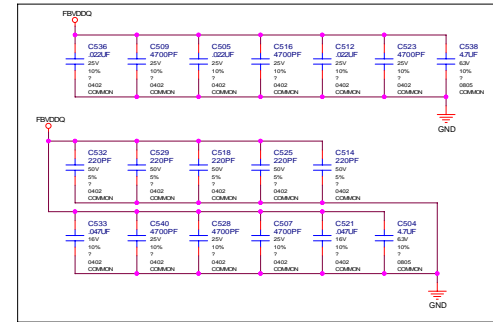 FBVDDQ
C536 C509 C505 C516 C512 C523 C538
.022UF 4700PF .022UF 4700PF .022UF 4700PF 4.7UF
25V 25V 25V 25V 25V 25V 6.3V
10% 10% 10% 10% 10% 10% 10%
? ? ? ? ? ? ?
0402 0402 0402 0402 0402 0402 0805
COMMON COMMON COMMON COMMON COMMON COMMON COMMON
GND
FBVDDQ
C532 C529 C518 C525 C514
220PF 220PF 220PF 220PF 220PF
50V 50V 50V 50V 50V
5% 5% 5% 5% 5%
? ? ? ? ?
0402 0402 0402 0402 0402
COMMON COMMON COMMON COMMON COMMON
C533 C540 C528 C507 C521 C504
.047UF 4700PF 4700PF 4700PF .047UF 4.7UF
16V 25V 25V 25V 16V 6.3V
10% 10% 10% 10% 10% 10%
? ? ? ? ? ?
0402 0402 0402 0402 0402 0805
COMMON COMMON COMMON COMMON COMMON COMMON
GND